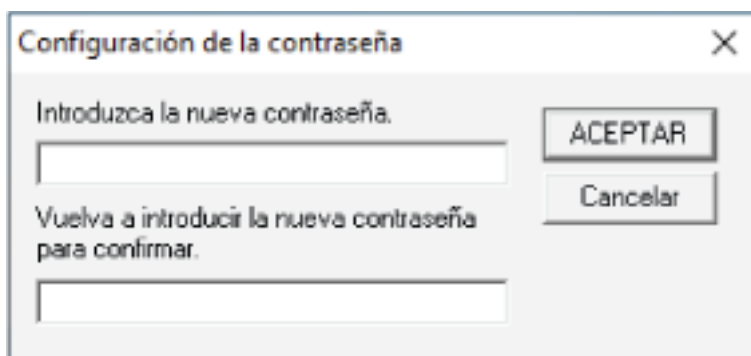 Configuración de la contraseña
Introduzca la nueva contraseña.
ACEPTAR
Cancelar
Vuelva a introducir la nueva contraseña
para confirmar.